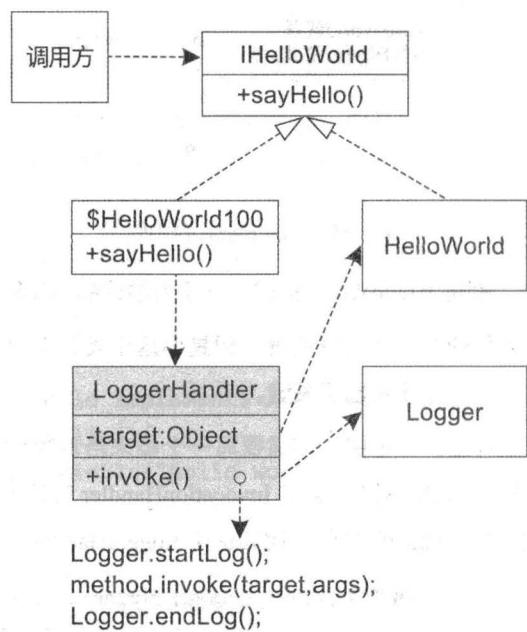 调用方
IHelloWorld
+sayHello()
$HelloWorld100
+sayHello()
HelloWorld
LoggerHandler
-target:Object
+invoke()
Logger
Logger.startLog();
method.invoke(target,args);
Logger.endLog();